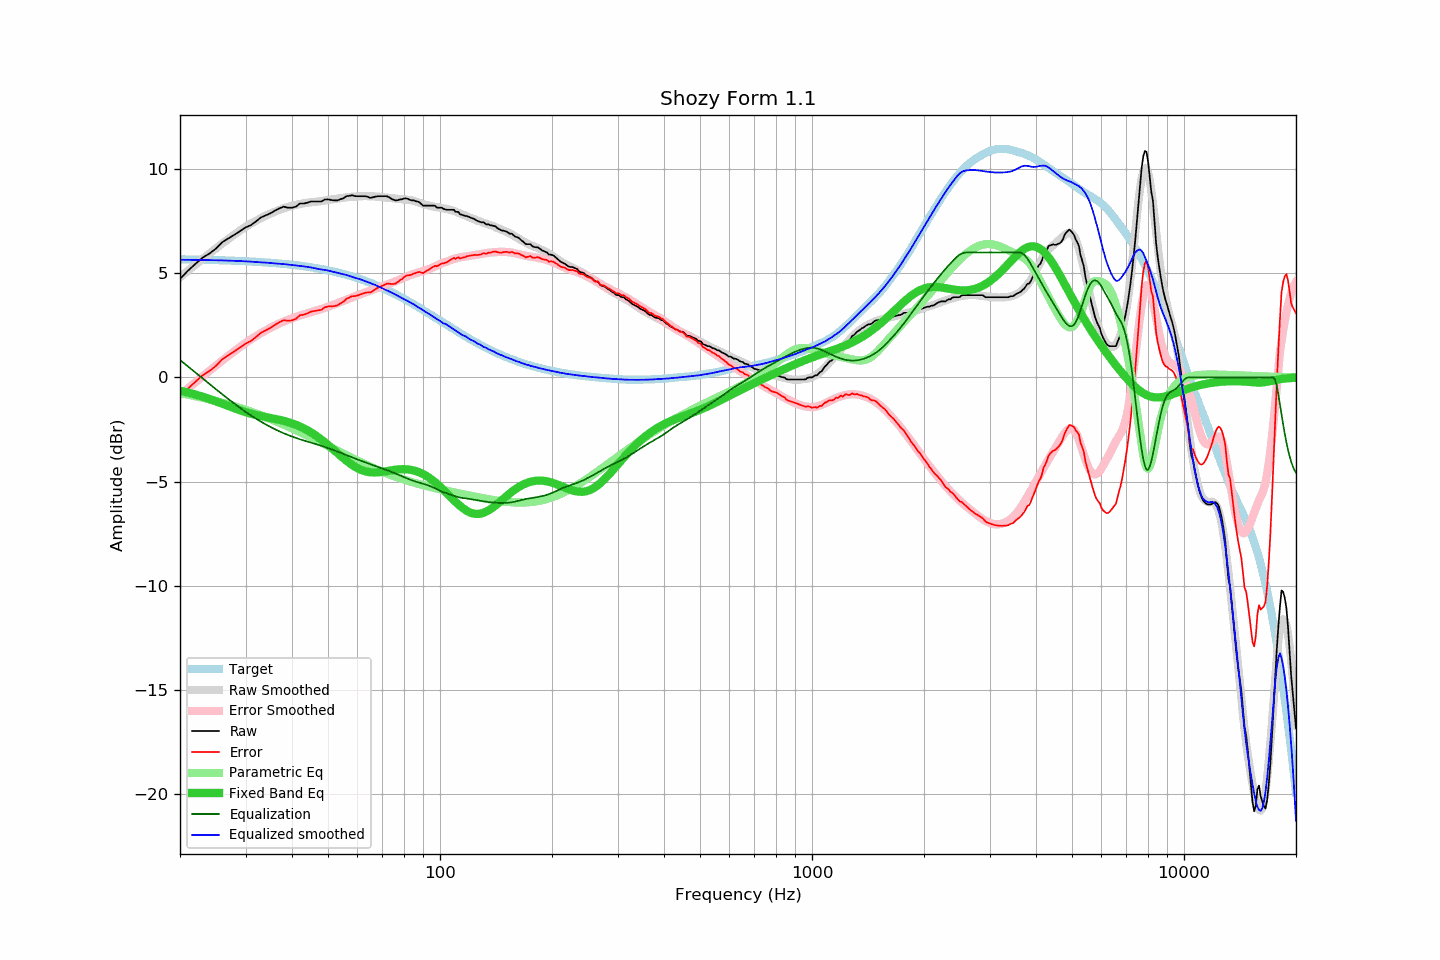 Shozy Form 1.1
Amplitude (dBr)
10
5
0
−5
−10
−15
−20
Target
Raw Smoothed
Error Smoothed
Raw
Error
Parametric Eq
Fixed Band Eq
Equalization
Equalized smoothed
100 1000 10000
Frequency (Hz)